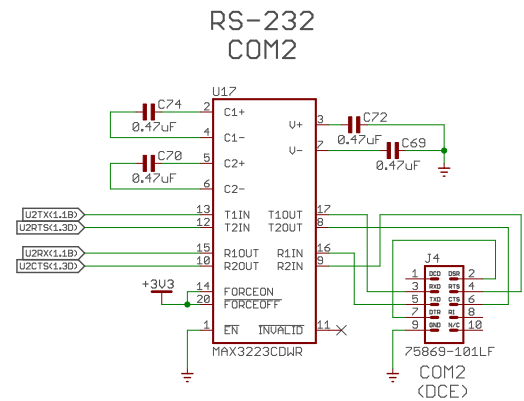 RS-232
COM2
U17
C74
0.47uF
2 C1+
4 C1-
C70
0.47uF
5 C2+
6 C2-
V+ 3
C72
0.47uF
V- 7
C69
0.47uF
U2TX(1.1B) 13 T1IN T1OUT 17
U2RTS(1.3D) 12 T2IN T2OUT 8
U2RX(1.1B) 15 R1OUT R1IN 16
U2CTS(1.3D) 10 R2OUT R2IN 9
+3V3
14 FORCEON
20 FORCEOFF
1 EN INVALID 11
MAX3223CDWR
J4
1 DCD DSR 2
3 RXD RTS 4
5 TXD CTS 6
7 DTR RI 8
9 GND N/C 10
75869-101LF
COM2
(DCE)